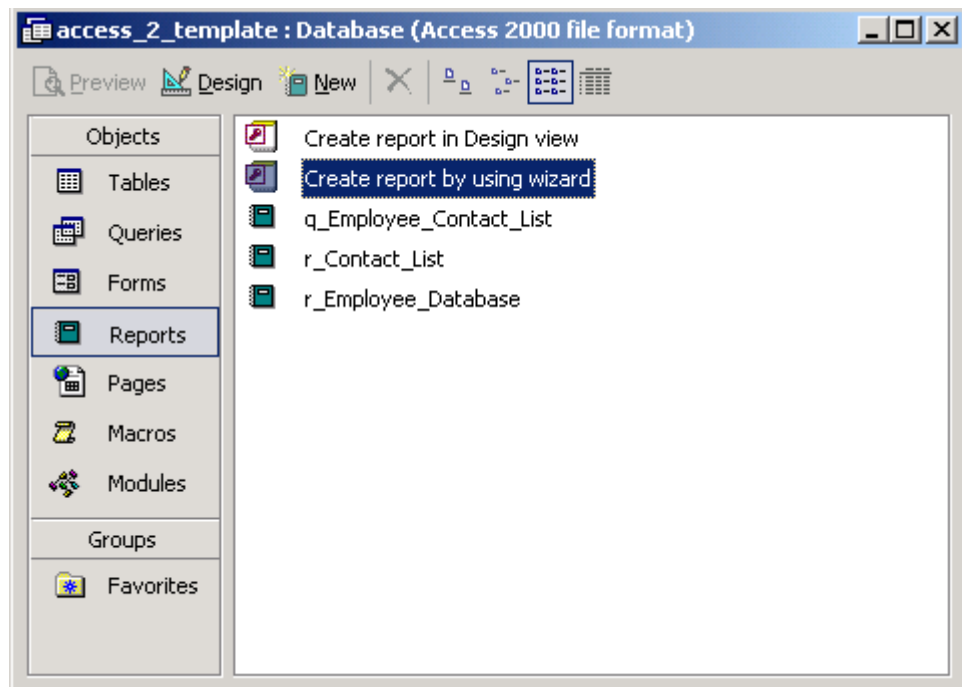 access_2_template : Database (Access 2000 file format)
Preview Design New
Objects
Tables
Queries
Forms
Reports
Pages
Macros
Modules
Groups
Favorites
Create report in Design view
Create report by using wizard
q_Employee_Contact_List
r_Contact_List
r_Employee_Database